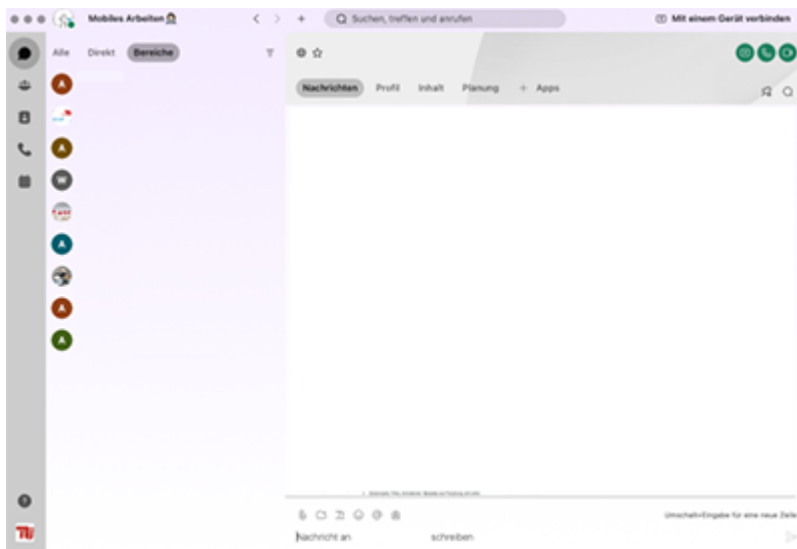 Mobiles Arbeiten
Suchen, treffen und anrufen
Mit einem Gerät verbinden
Alle Direkt Bereiche
A
A
W
A
A
A
Nachrichten Profil Inhalt Planung + Apps
Umschalt+Eingabe für eine neue Zeile
Nachricht an schreiben